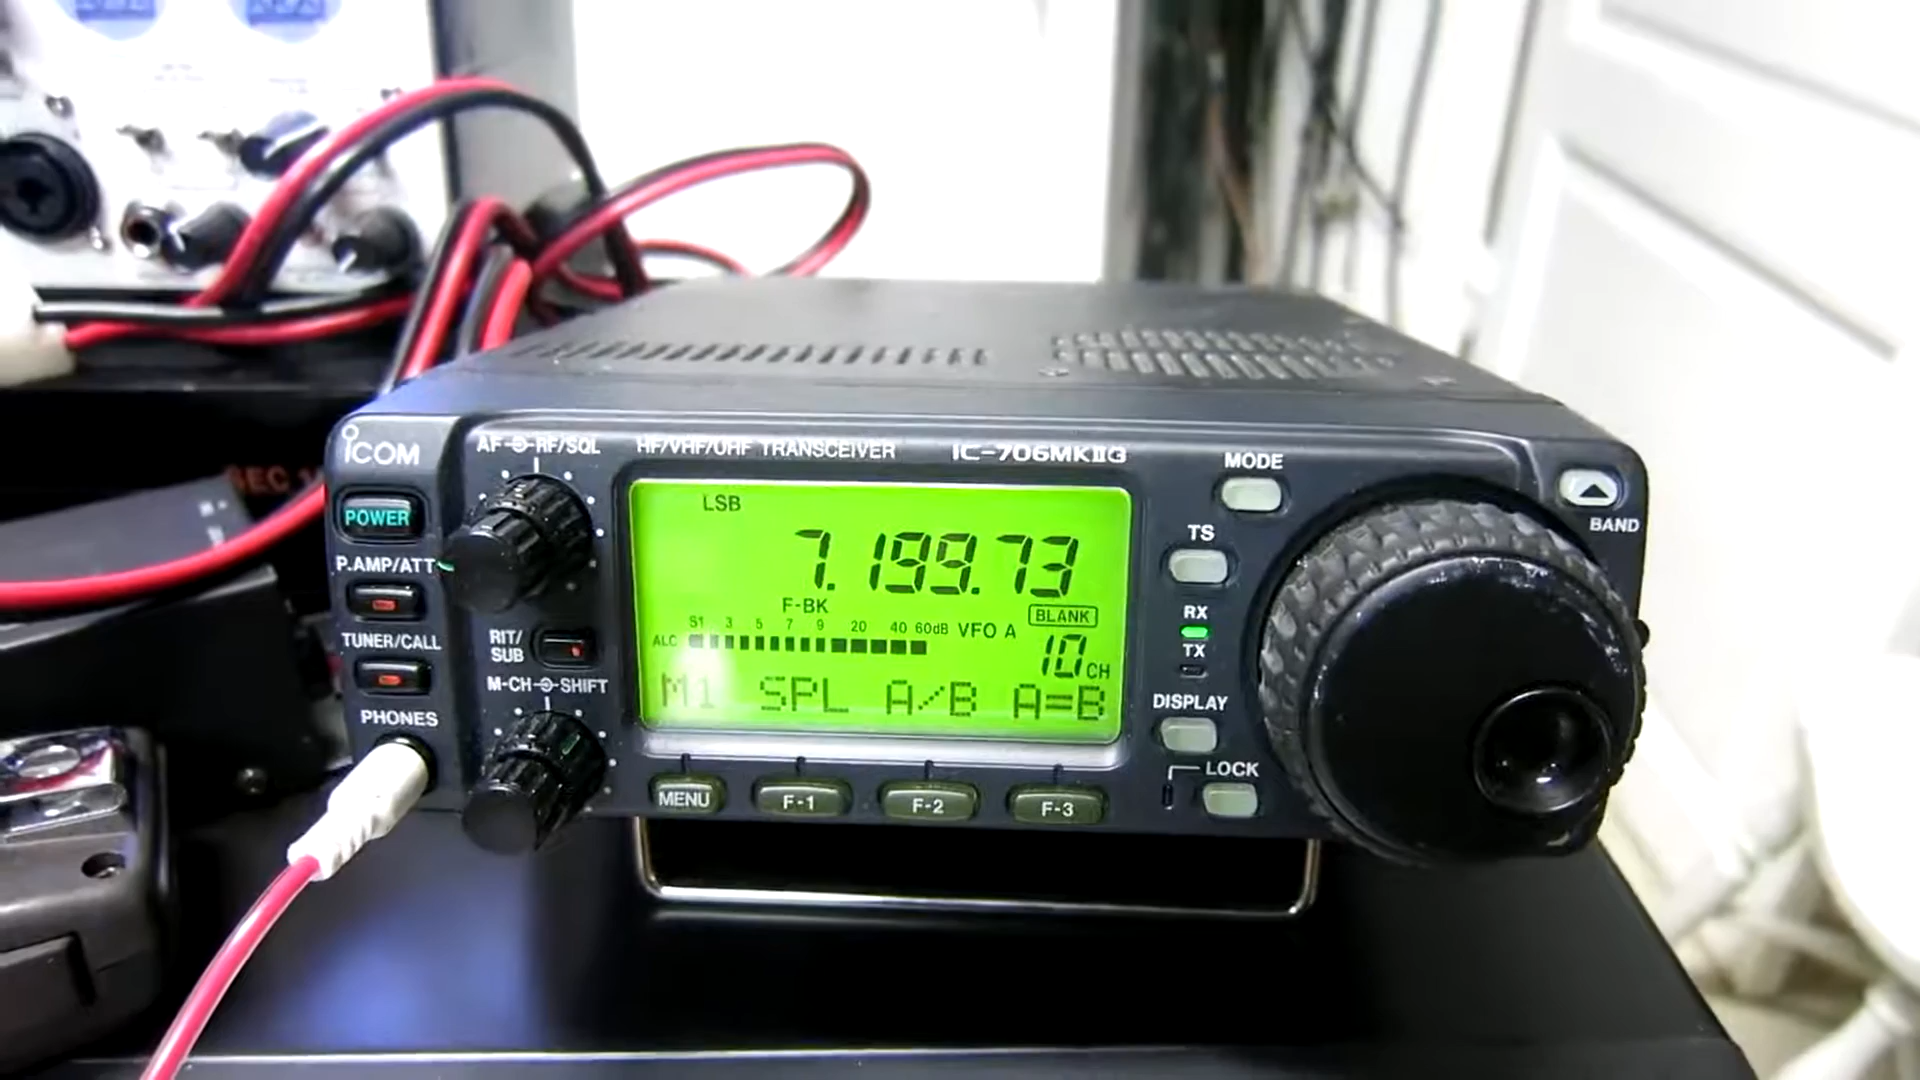 ICOM
AF RF/SQL
HF/VHF/UHF TRANSCEIVER
IC-706MKIIG
MODE
BAND
POWER
LSB
TS
7.199.73
P.AMP/ATT
F-BK
BLANK
RX
S1 3 5 7 9 20 40 60dB
VFO A
ALC
TX
TUNER/CALL
RIT/
SUB
10CH
M-CH SHIFT
M1 SPL A/B A=B
DISPLAY
PHONES
LOCK
MENU
F-1
F-2
F-3
SEC